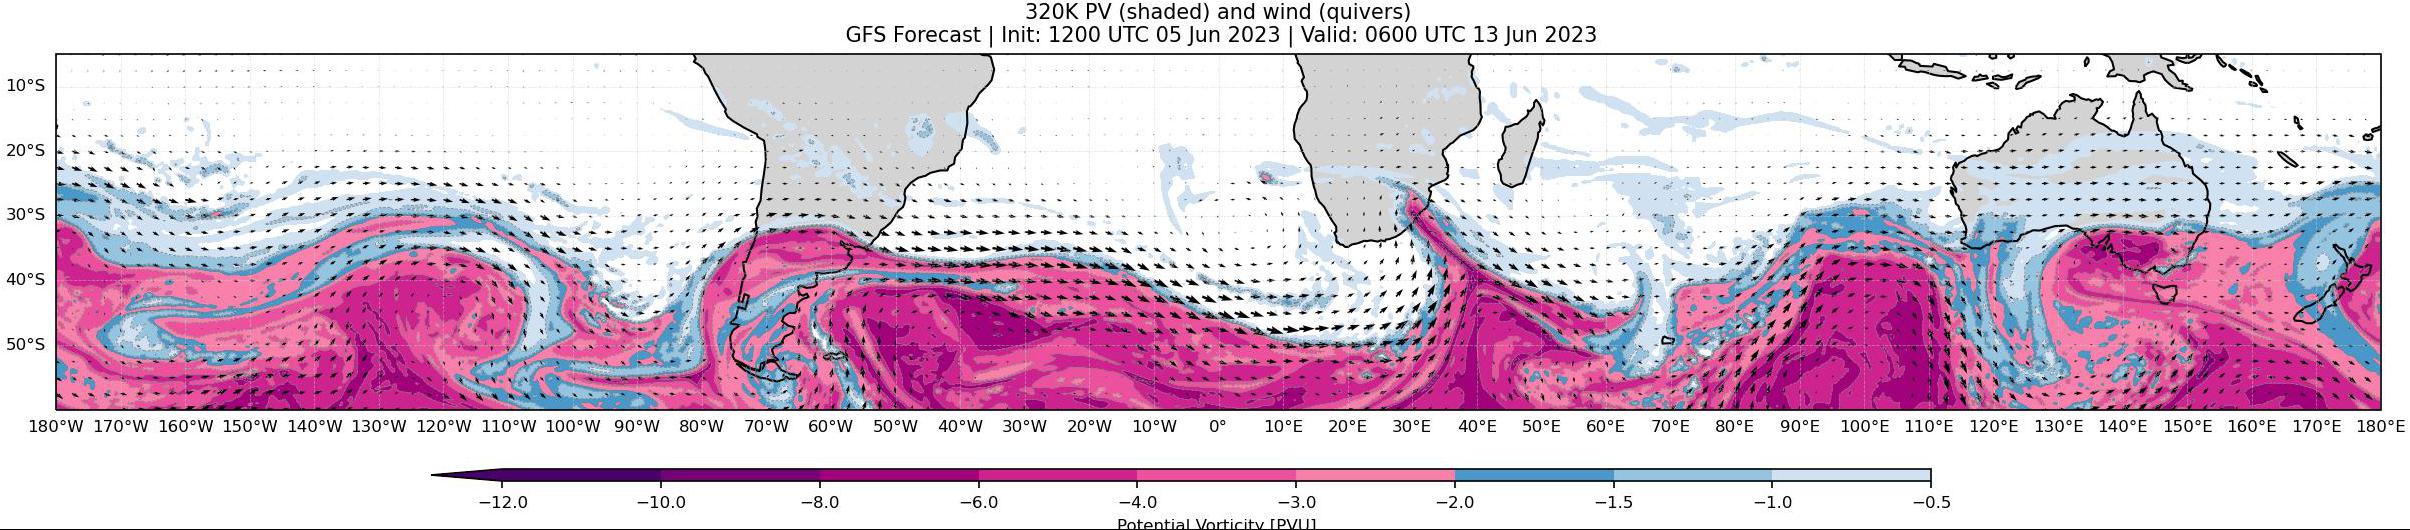 320K PV (shaded) and wind (quivers)
GFS Forecast | Init: 1200 UTC 05 Jun 2023 | Valid: 0600 UTC 13 Jun 2023
10°S
20°S
30°S
40°S
50°S
180°W 170°W 160°W 150°W 140°W 130°W 120°W 110°W 100°W 90°W 80°W 70°W 60°W 50°W 40°W 30°W 20°W 10°W 0° 10°E 20°E 30°E 40°E 50°E 60°E 70°E 80°E 90°E 100°E 110°E 120°E 130°E 140°E 150°E 160°E 170°E 180°E
−12.0 −10.0 −8.0 −6.0 −4.0 −3.0 −2.0 −1.5 −1.0 −0.5
Potential Vorticity [PVU]